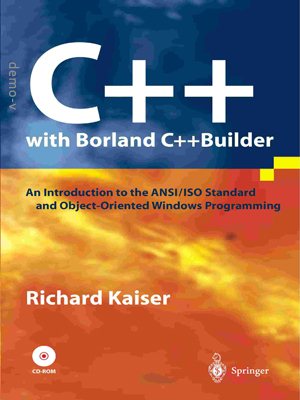 demo-v
C++
with Borland C++Builder
An Introduction to the ANSI/ISO Standard
and Object-Oriented Windows Programming
Richard Kaiser
CD-ROM
Springer